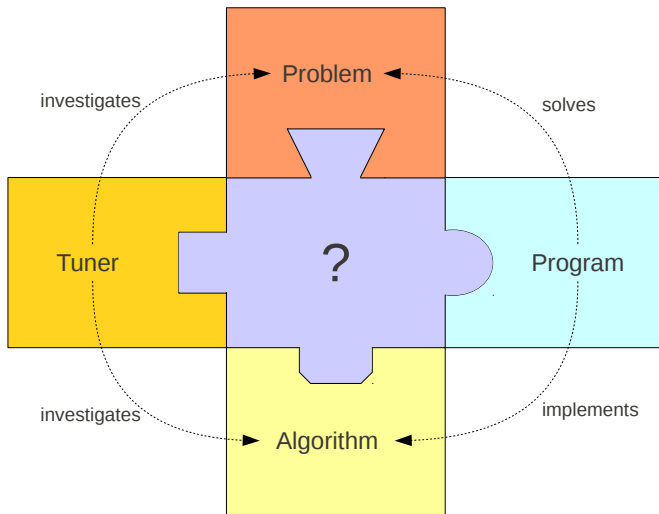 Problem
investigates
solves
Tuner
?
Program
investigates
implements
Algorithm